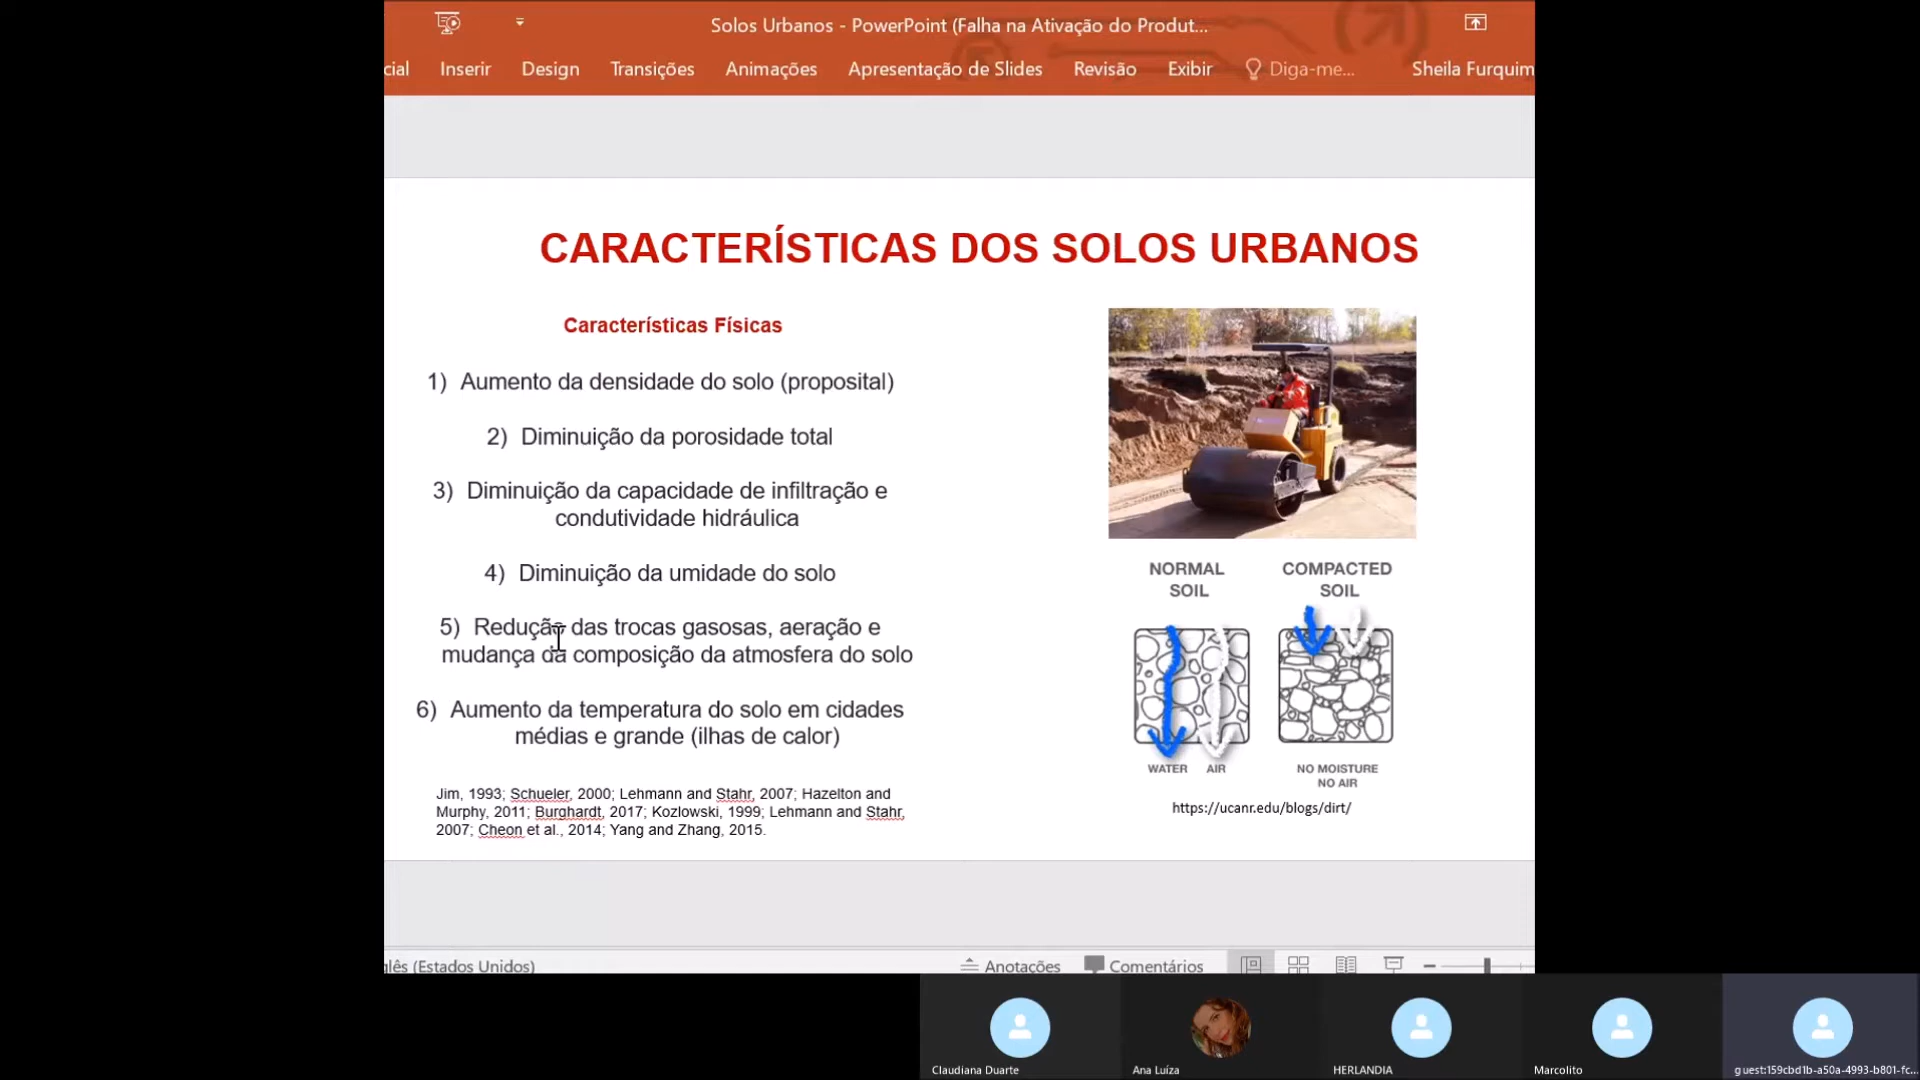 Solos Urbanos - PowerPoint (Falha na Ativação do Produt...
cial Inserir Design Transições Animações Apresentação de Slides Revisão Exibir Diga-me... Sheila Furquim
CARACTERÍSTICAS DOS SOLOS URBANOS
Características Físicas
1) Aumento da densidade do solo (proposital)
2) Diminuição da porosidade total
3) Diminuição da capacidade de infiltração e
condutividade hidráulica
4) Diminuição da umidade do solo
5) Redução das trocas gasosas, aeração e
mudança da composição da atmosfera do solo
6) Aumento da temperatura do solo em cidades
médias e grande (ilhas de calor)
Jim, 1993; Schueler, 2000; Lehmann and Stahr, 2007; Hazelton and
Murphy, 2011; Burghardt, 2017; Kozlowski, 1999; Lehmann and Stahr,
2007; Cheon et al., 2014; Yang and Zhang, 2015.
NORMAL
SOIL
COMPACTED
SOIL
WATER AIR
NO MOISTURE
NO AIR
https://ucanr.edu/blogs/dirt/
glês (Estados Unidos) Anotações Comentários
Claudiana Duarte
Ana Luíza
HERLANDIA
Marcolito
guest:159cbd1b-a50a-4993-b801-fc...